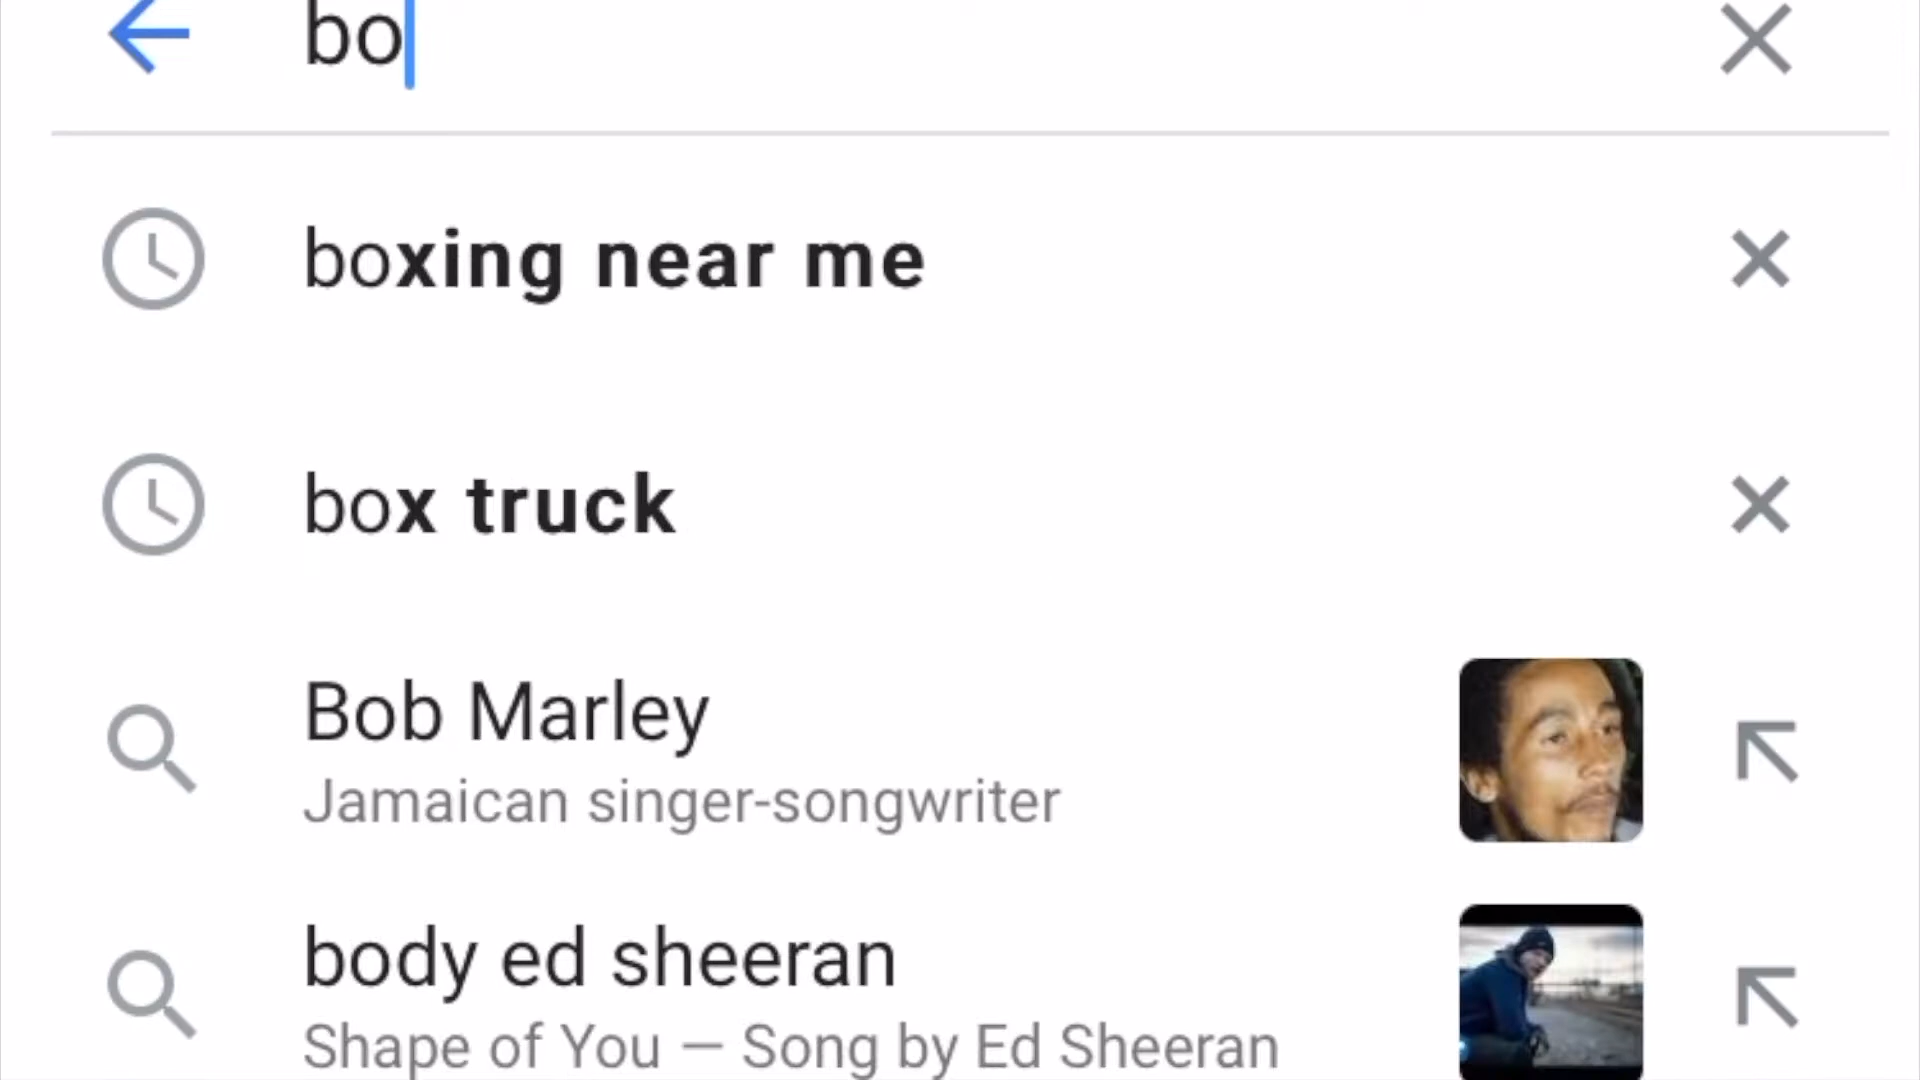 bo
boxing near me
box truck
Bob Marley
Jamaican singer-songwriter
body ed sheeran
Shape of You — Song by Ed Sheeran